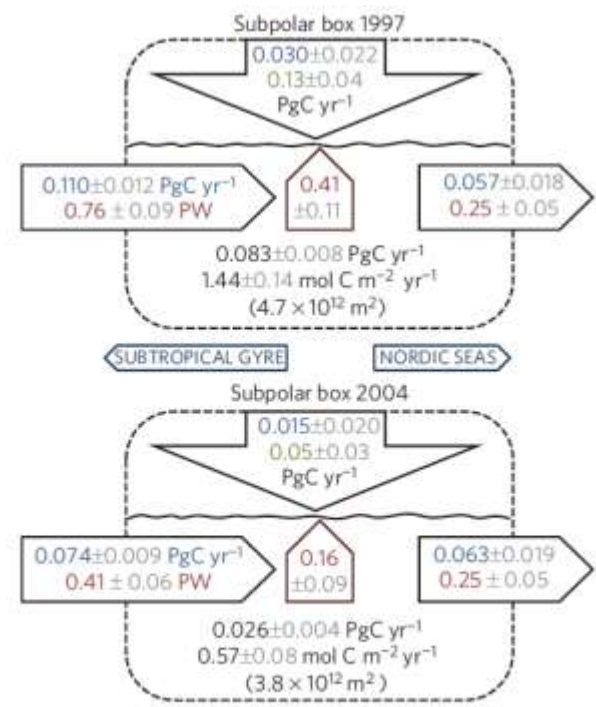 Subpolar box 1997
0.030±0.022
0.13±0.04
PgC yr⁻¹
0.110±0.012 PgC yr⁻¹
0.76 ± 0.09 PW
0.41
±0.11
0.057±0.018
0.25 ± 0.05
0.083±0.008 PgC yr⁻¹
1.44±0.14 mol C m⁻² yr⁻¹
(4.7 × 10¹² m²)
SUBTROPICAL GYRE
NORDIC SEAS
Subpolar box 2004
0.015±0.020
0.05±0.03
PgC yr⁻¹
0.074±0.009 PgC yr⁻¹
0.41 ± 0.06 PW
0.16
±0.09
0.063±0.019
0.25 ± 0.05
0.026±0.004 PgC yr⁻¹
0.57±0.08 mol C m⁻² yr⁻¹
(3.8 × 10¹² m²)